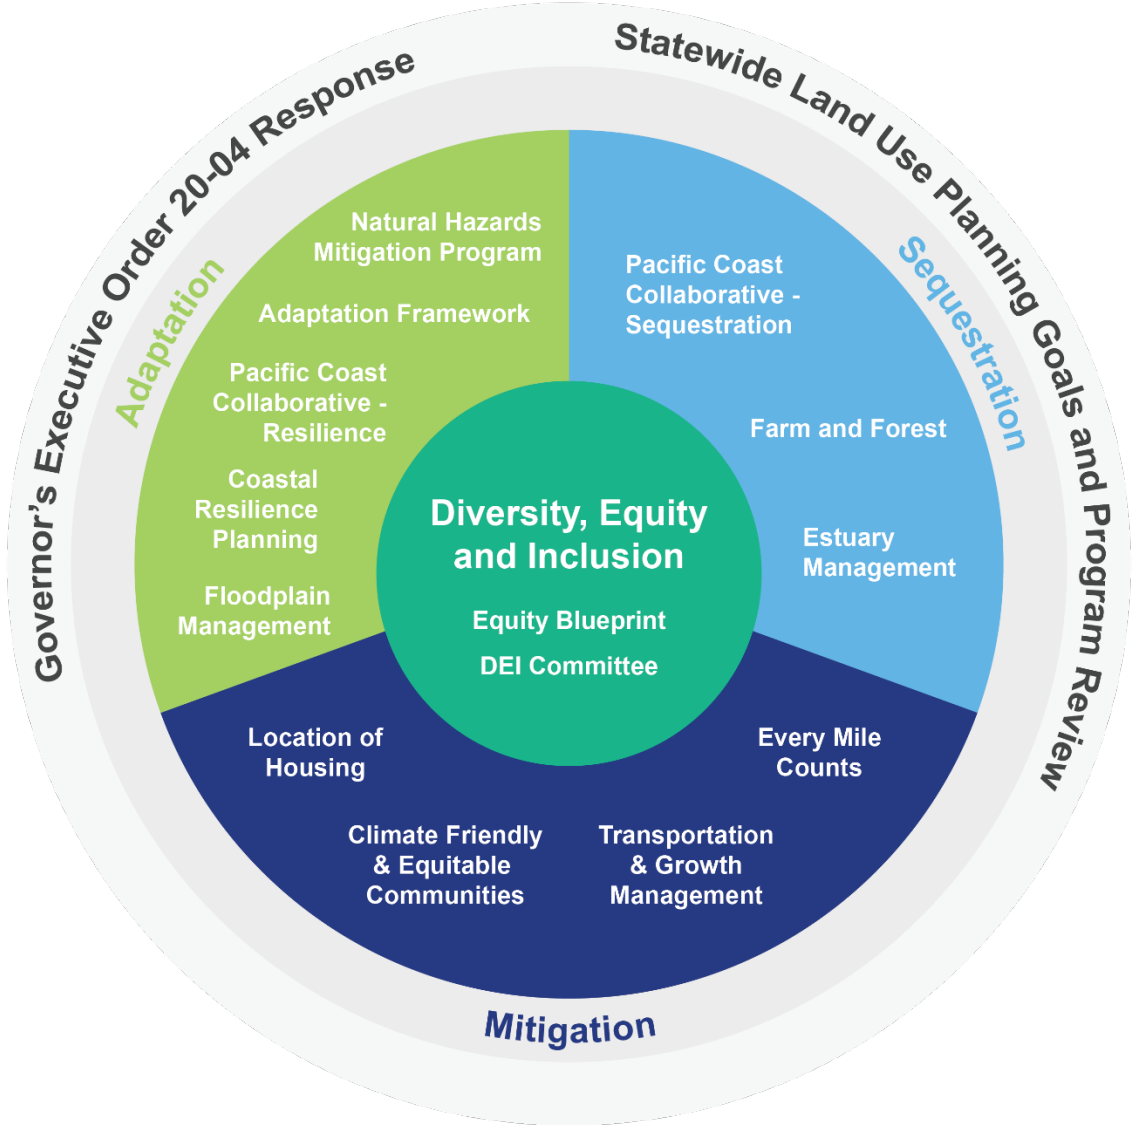 Governor’s Executive Order 20-04 Response
Statewide Land Use Planning Goals and Program Review
Adaptation
Natural Hazards
Mitigation Program
Adaptation Framework
Pacific Coast
Collaborative -
Resilience
Coastal
Resilience
Planning
Floodplain
Management
Sequestration
Pacific Coast
Collaborative -
Sequestration
Farm and Forest
Estuary
Management
Diversity, Equity
and Inclusion
Equity Blueprint
DEI Committee
Location of
Housing
Climate Friendly
& Equitable
Communities
Transportation
& Growth
Management
Every Mile
Counts
Mitigation